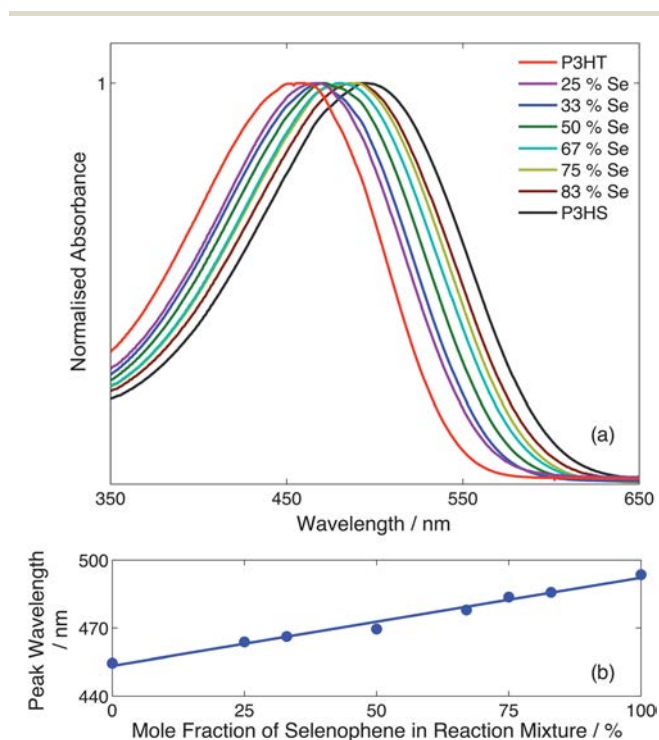 1
P3HT
25 % Se
33 % Se
50 % Se
67 % Se
75 % Se
83 % Se
P3HS
Normalised Absorbance
(a)
350
450
550
650
Wavelength / nm
500
470
440
Peak Wavelength
/ nm
(b)
0
25
50
75
100
Mole Fraction of Selenophene in Reaction Mixture / %